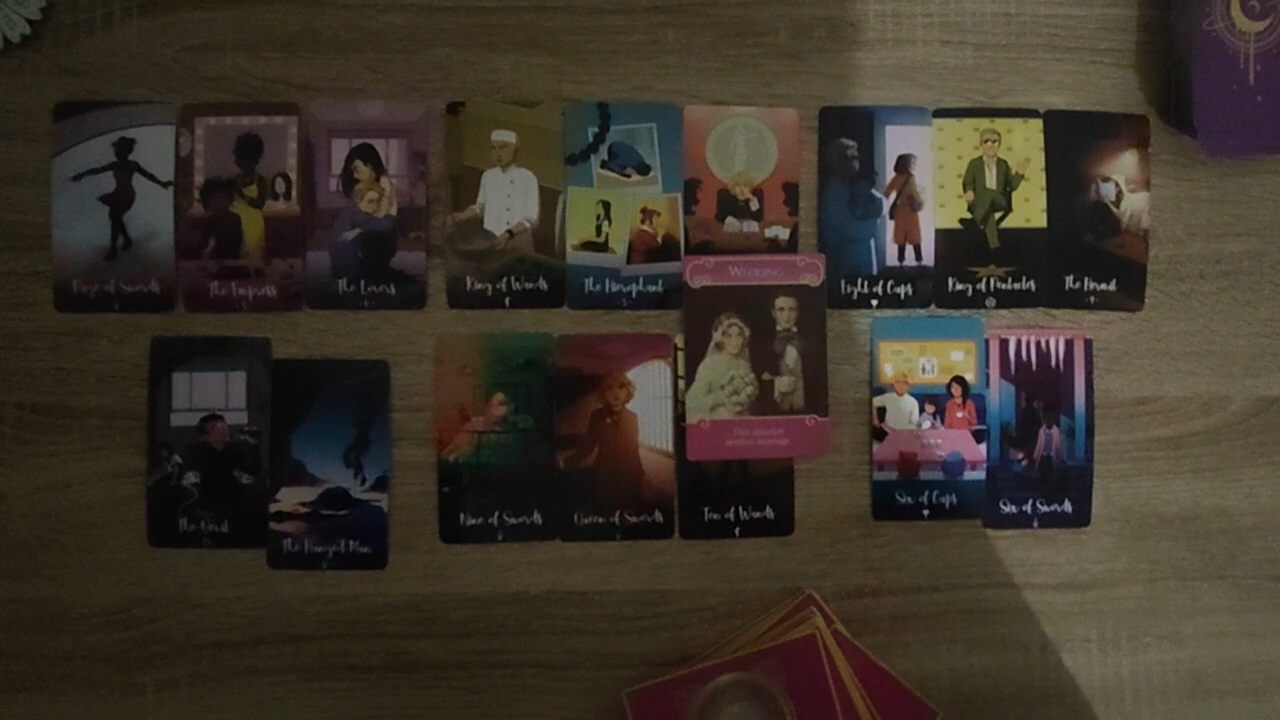 Page of Swords
The Empress
The Lovers
King of Wands
The Hierophant
Eight of Cups
King of Pentacles
The Hermit
WEDDING
The Devil
The Hanged Man
Nine of Swords
Queen of Swords
Ten of Wands
Six of Cups
Six of Swords